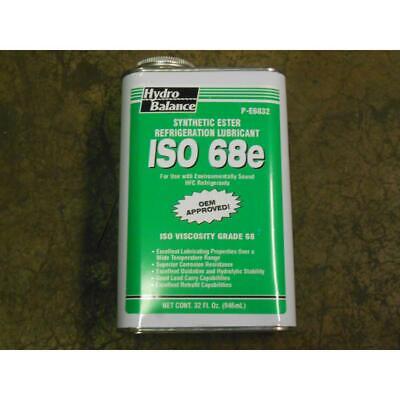 Hydro
Balance
P-E6832
SYNTHETIC ESTER
REFRIGERATION LUBRICANT
ISO 68e
For Use with Environmentally Sound
HFC Refrigerants
OEM
APPROVED!
ISO VISCOSITY GRADE 68
• Excellent Lubricating Properties Over a
Wide Temperature Range
• Superior Corrosion Resistance
• Excellent Oxidation and Hydrolytic Stability
• Good Load Carry Capabilities
• Excellent Retrofit Capabilities
NET CONT. 32 FL Oz. (946mL)